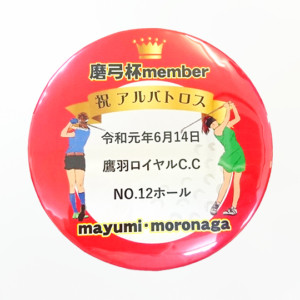 磨弓杯member
祝 アルバトロス
令和元年6月14日
鷹羽ロイヤルC.C
NO.12ホール
mayumi・moronaga